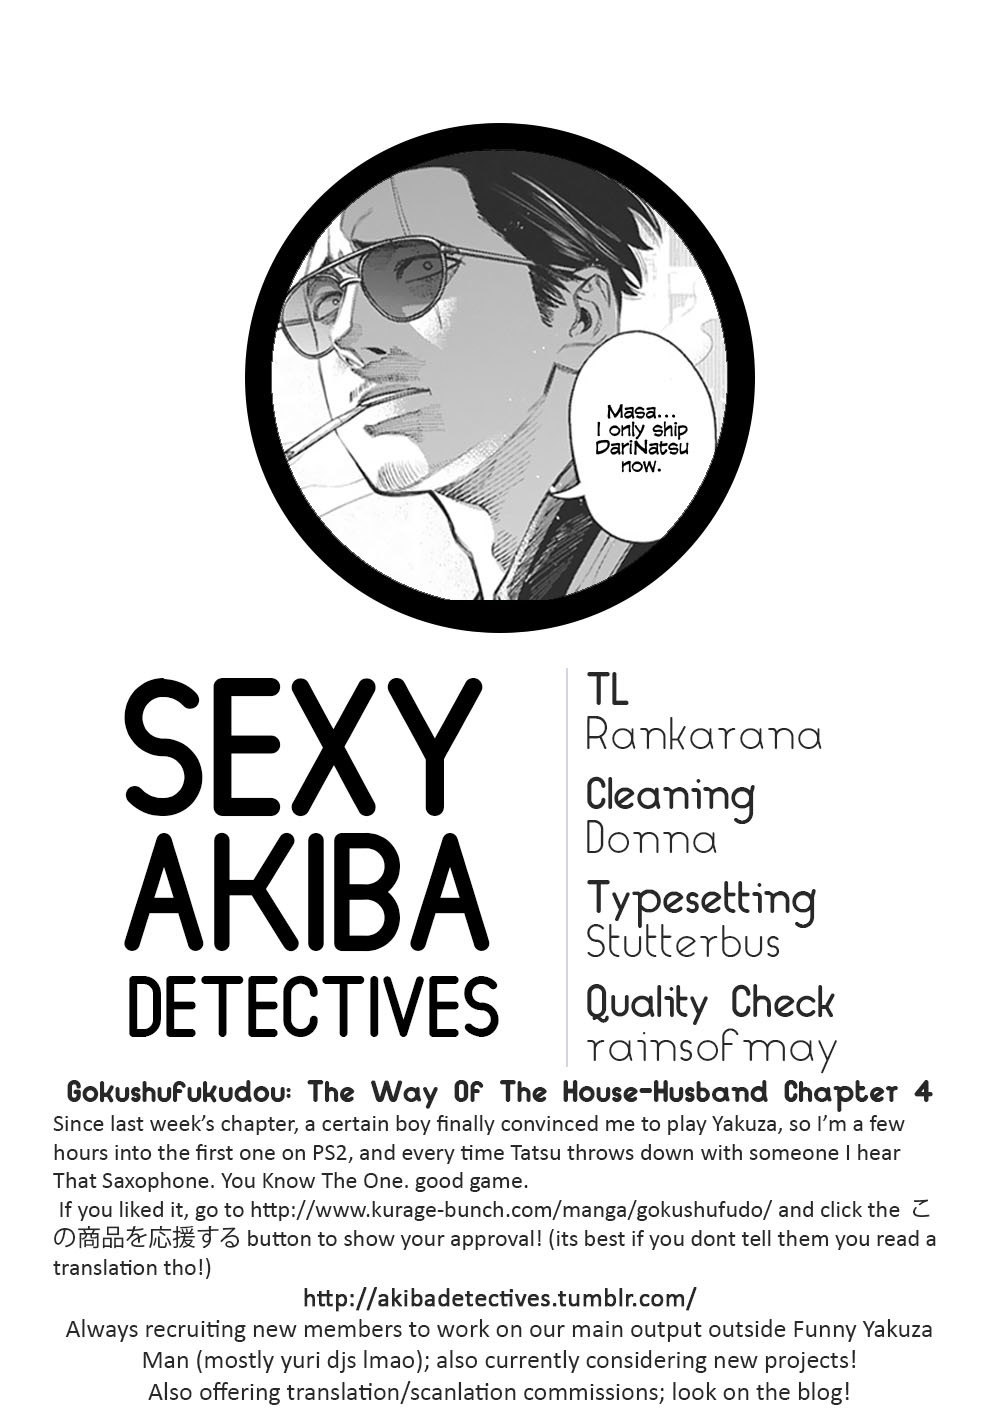 Masa...
I only ship
DariNatsu
now.
SEXY
AKIBA
DETECTIVES
TL
Rankarana
Cleaning
Donna
Typesetting
Stutterbus
Quality Check
rainsofmay
Gokushufukudou: The Way Of The House-Husband Chapter 4
Since last week's chapter, a certain boy finally convinced me to play Yakuza, so I'm a few
hours into the first one on PS2, and every time Tatsu throws down with someone I hear
That Saxophone. You Know The One. good game.
If you liked it, go to http://www.kurage-bunch.com/manga/gokushufudo/ and click the こ
の商品を応援する button to show your approval! (its best if you dont tell them you read a
translation tho!)
http://akibadetectives.tumblr.com/
Always recruiting new members to work on our main output outside Funny Yakuza
Man (mostly yuri djs lmao); also currently considering new projects!
Also offering translation/scanlation commissions; look on the blog!